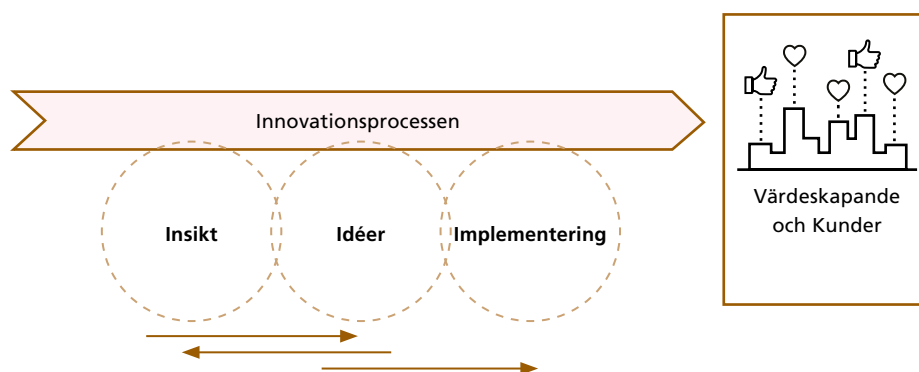 Innovationsprocessen
Insikt
Idéer
Implementering
Värdeskapande
och Kunder